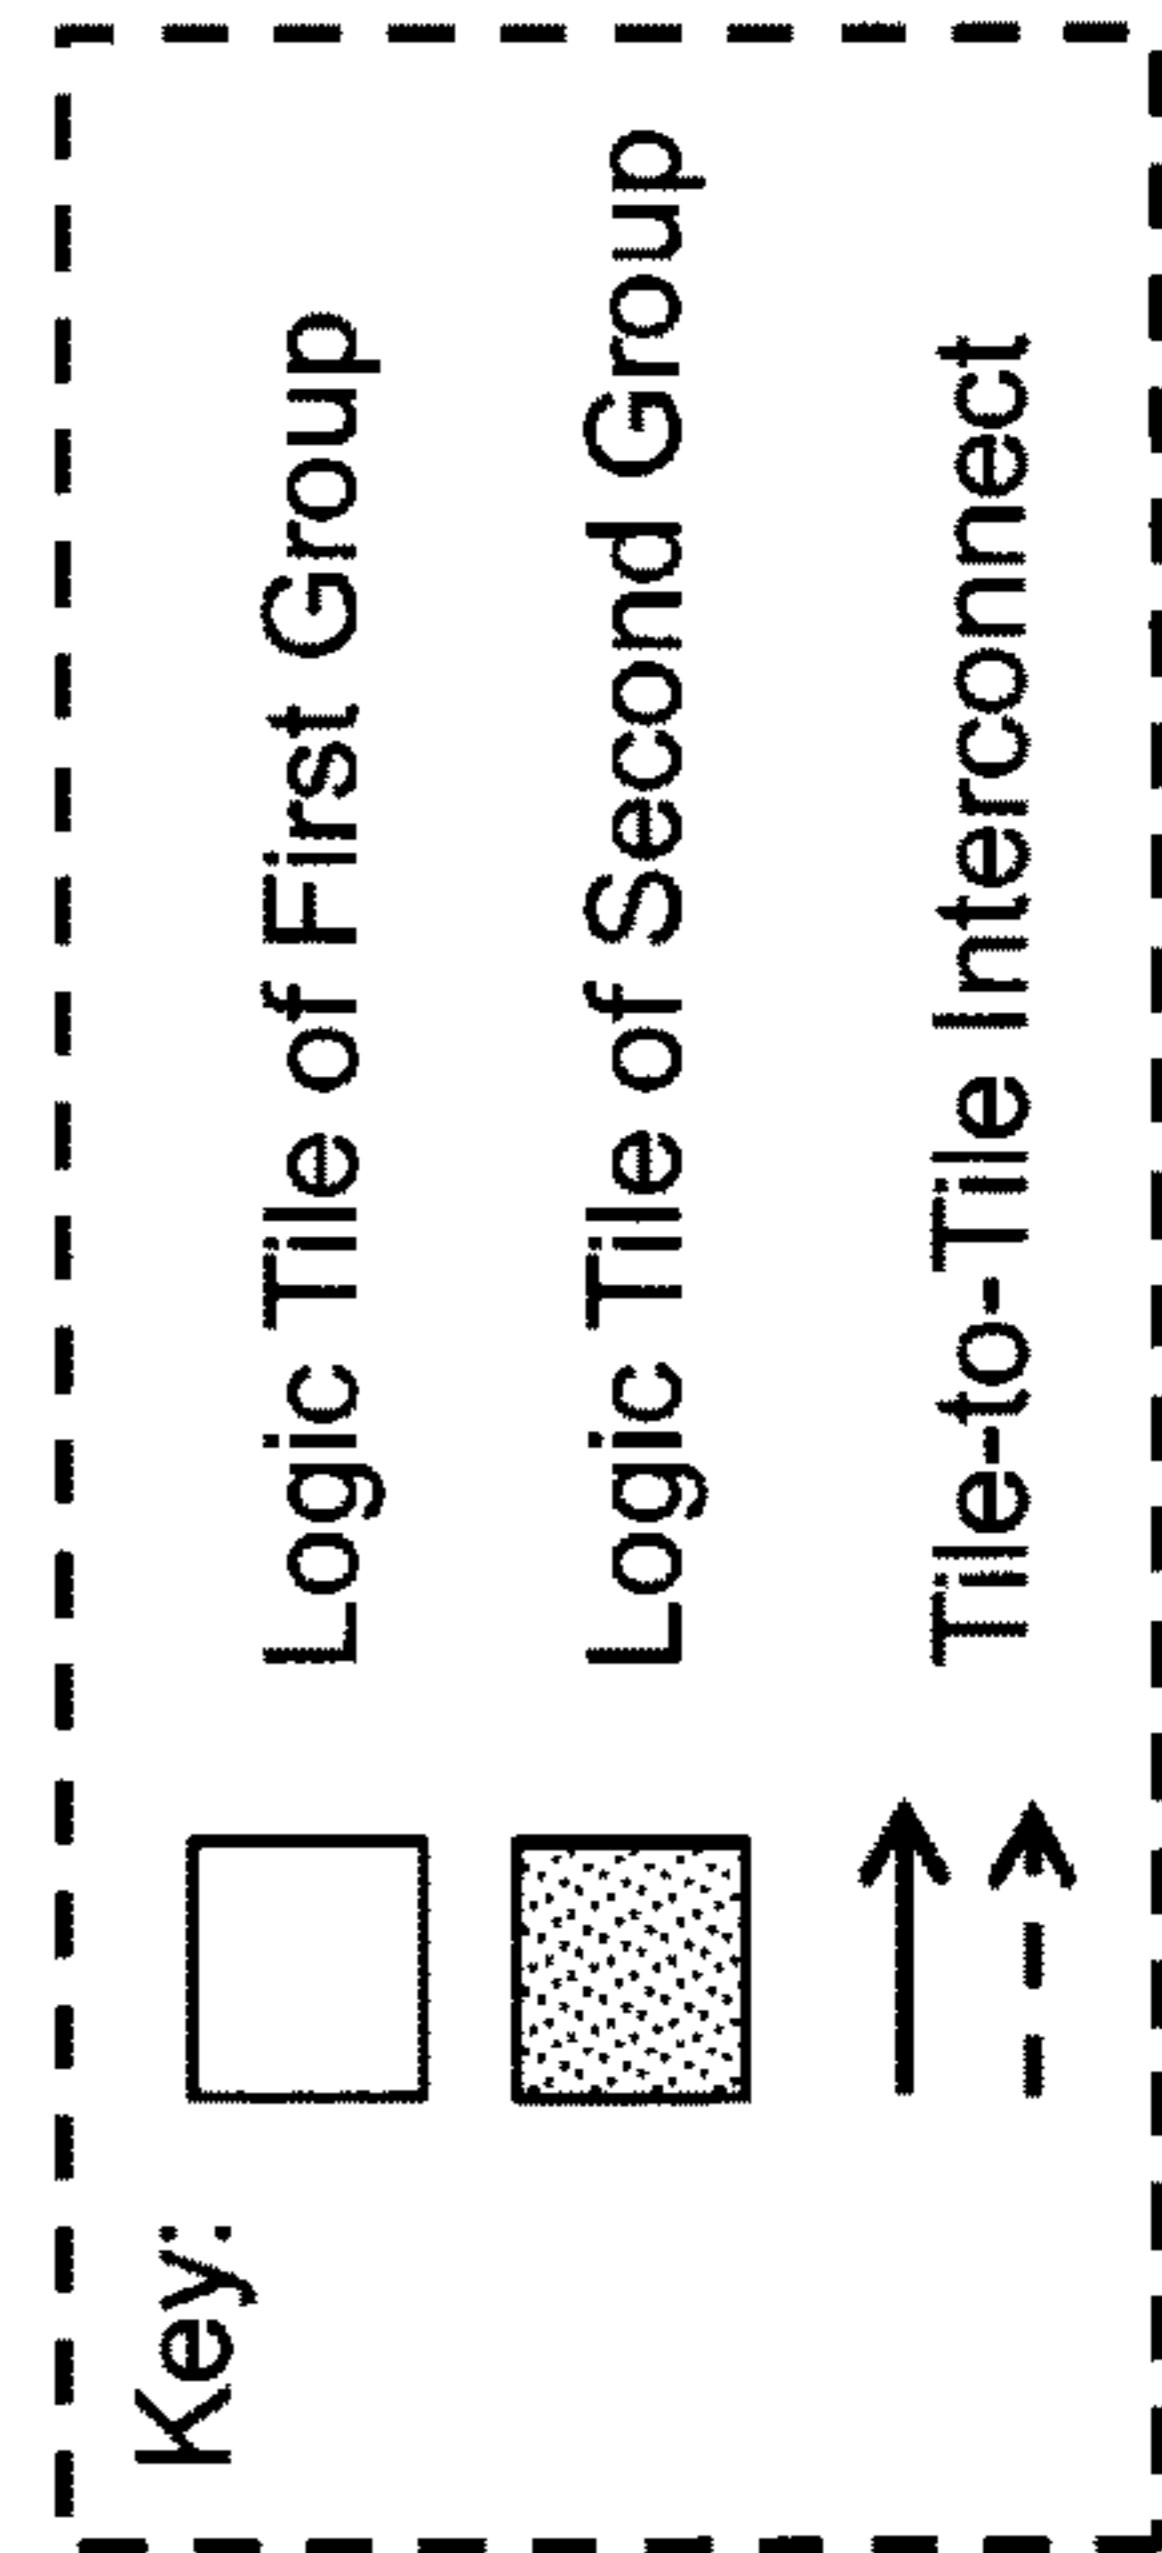 Key:
Logic Tile of First Group
Logic Tile of Second Group
Tile-to-Tile Interconnect